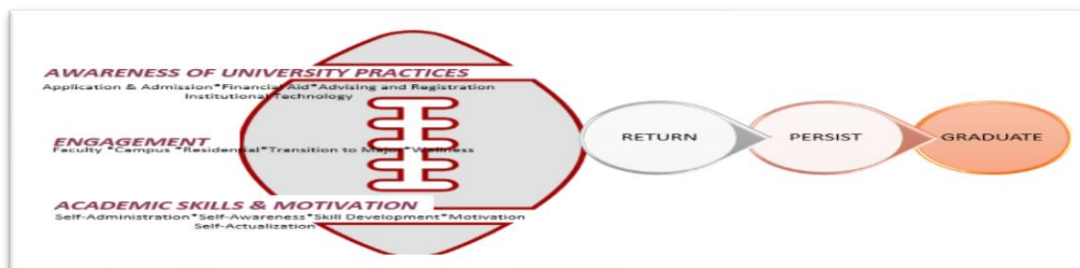 AWARENESS OF UNIVERSITY PRACTICES
Application & Admission*Financial Aid*Advising and Registration
Institutional Technology
ENGAGEMENT
Faculty *Campus *Residential*Transition to Major*Wellness
ACADEMIC SKILLS & MOTIVATION
Self-Administration*Self-Awareness*Skill Development*Motivation
Self-Actualization
RETURN
PERSIST
GRADUATE